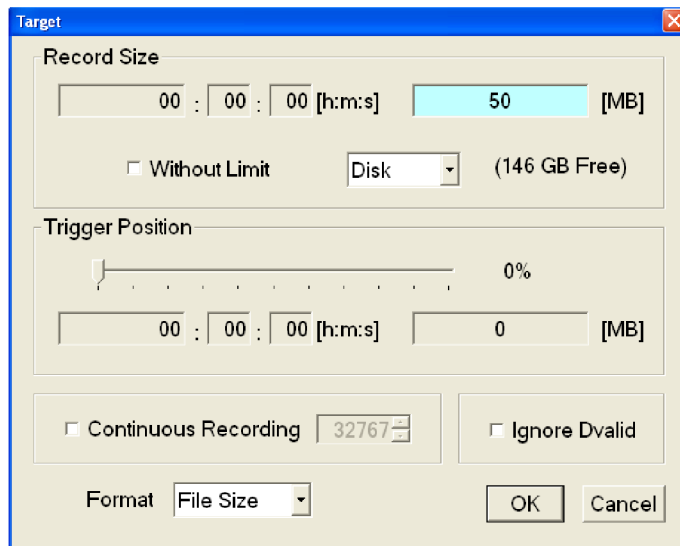 Target
Record Size
00 : 00 : 00 [h:m:s] 50 [MB]
Without Limit Disk (146 GB Free)
Trigger Position
0%
00 : 00 : 00 [h:m:s] 0 [MB]
Continuous Recording 32767 Ignore Dvalid
Format File Size OK Cancel